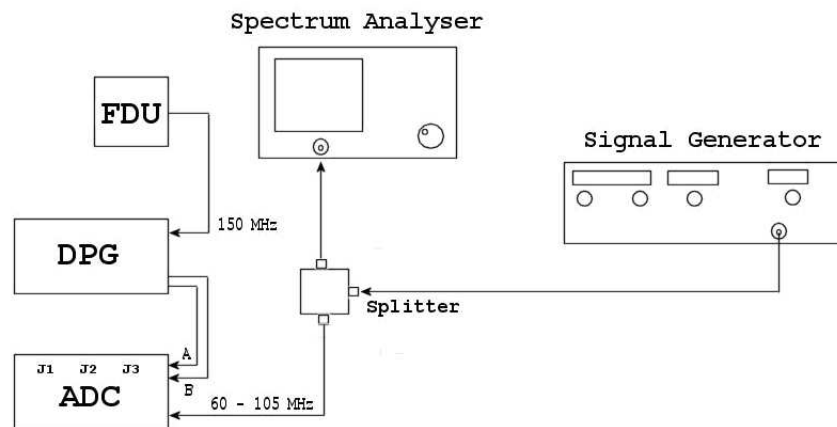 Spectrum Analyser
FDU
Signal Generator
150 MHz
DPG
Splitter
A
J1 J2 J3
B
ADC
60 - 105 MHz